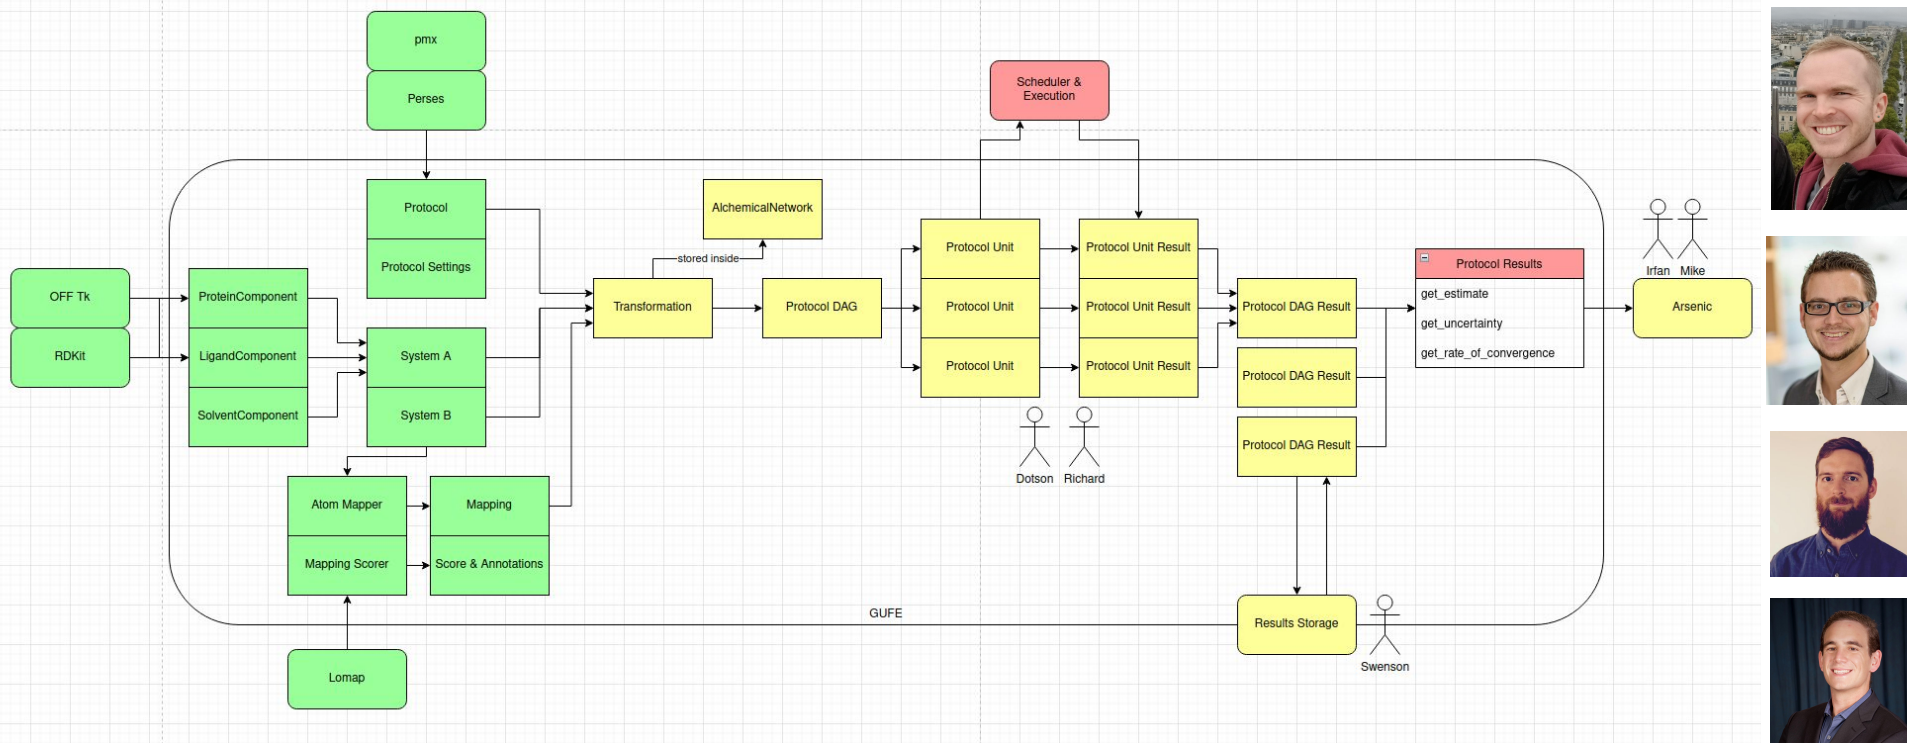 pmx
Perses
Scheduler &
Execution
Protocol
Protocol Settings
AlchemicalNetwork
stored inside
OFF Tk
RDKit
ProteinComponent
LigandComponent
SolventComponent
System A
System B
Transformation
Protocol DAG
Protocol Unit
Protocol Unit
Protocol Unit
Protocol Unit Result
Protocol Unit Result
Protocol Unit Result
Dotson
Richard
Protocol DAG Result
Protocol DAG Result
Protocol DAG Result
Protocol Results
get_estimate
get_uncertainty
get_rate_of_convergence
Irfan
Mike
Arsenic
Atom Mapper
Mapping Scorer
Mapping
Score & Annotations
GUFE
Results Storage
Swenson
Lomap